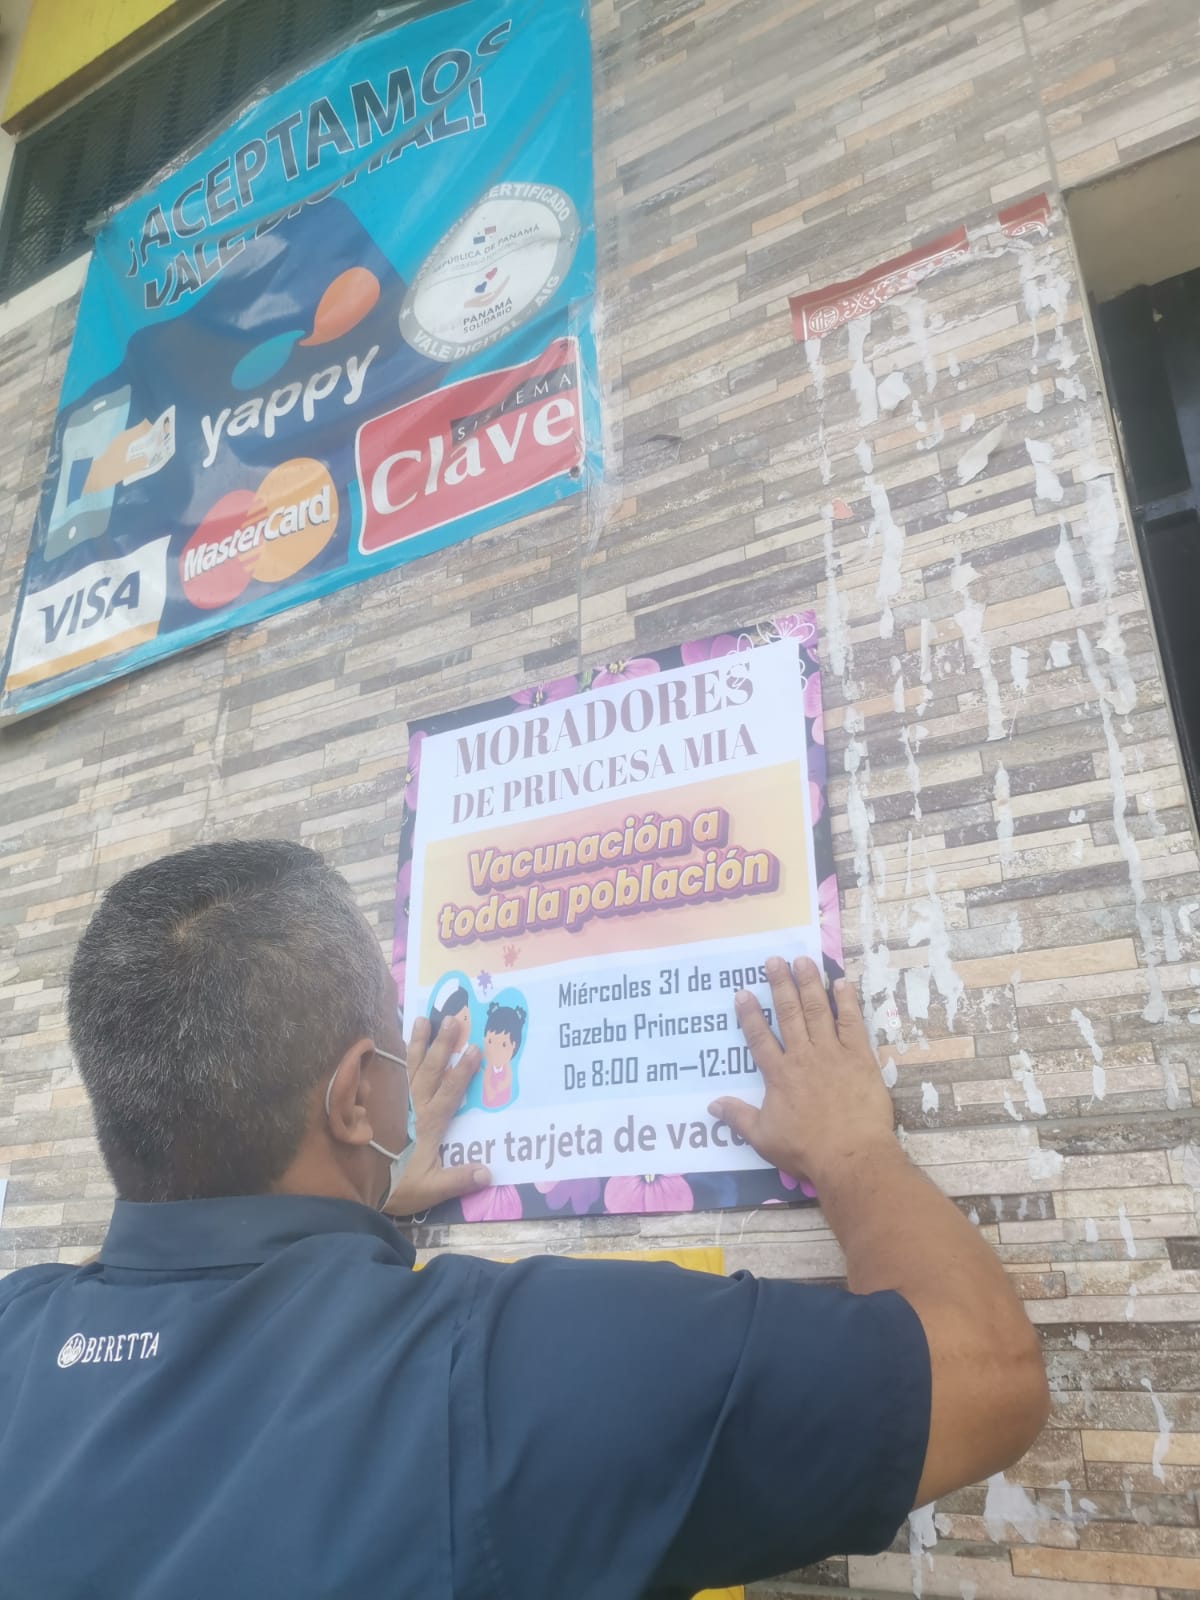 ¡ACEPTAMOS
VALE DIGITAL!
CERTIFICADO
REPÚBLICA DE PANAMÁ
PANAMÁ
SOLIDARIO
VALE DIGITAL - AIG
yappy
SISTEMA
Clave
MasterCard
VISA
MORADORES
DE PRINCESA MIA
Vacunación a
toda la población
Miércoles 31 de agos
Gazebo Princesa
De 8:00 am—12:00
raer tarjeta de vacu
BERETTA